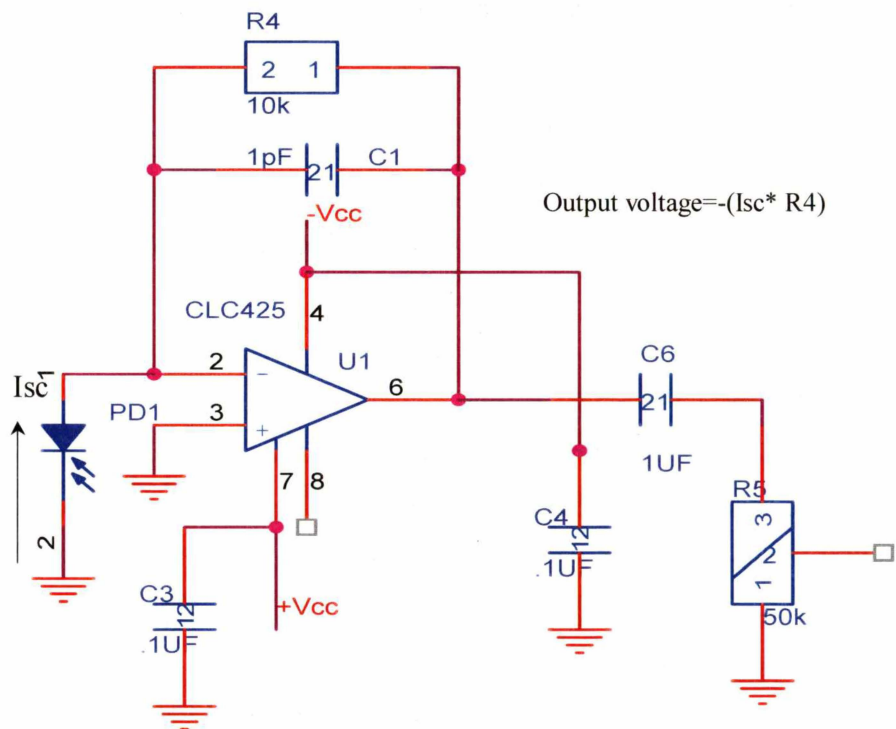 R4
2 1
10k
1pF
21
C1
-Vcc
Output voltage=-(Isc* R4)
CLC425
4
U1
2
-
6
C6
Isc
1
PD1
3
+
21
7
8
1UF
R5
2
C4
12
.1UF
3
2
1
C3
12
.1UF
+Vcc
50k